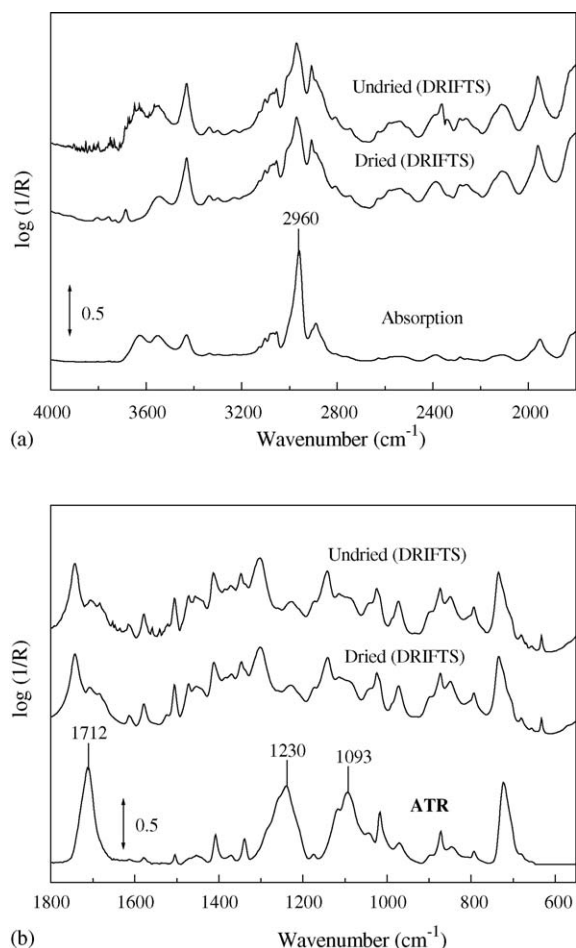 log (1/R)
Undried (DRIFTS)
Dried (DRIFTS)
2960
0.5
Absorption
4000 3600 3200 2800 2400 2000
(a)
Wavenumber (cm⁻¹)
log (1/R)
Undried (DRIFTS)
Dried (DRIFTS)
1712
1230
1093
0.5
ATR
1800 1600 1400 1200 1000 800 600
(b)
Wavenumber (cm⁻¹)